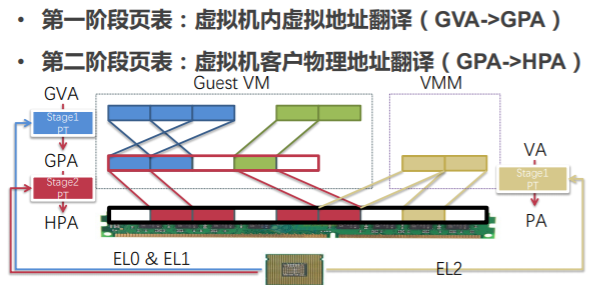 • 第一阶段页表：虚拟机内虚拟地址翻译（GVA->GPA）
• 第二阶段页表：虚拟机客户物理地址翻译（GPA->HPA）
Guest VM
VMM
GVA
Stage1
PT
GPA
Stage2
PT
HPA
VA
Stage1
PT
PA
EL0 & EL1
EL2